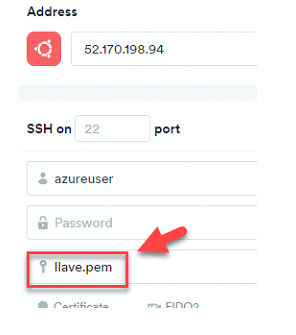 Address
52.170.198.94
SSH on 22 port
azureuser
Password
llave.pem
Certificate FIDO2